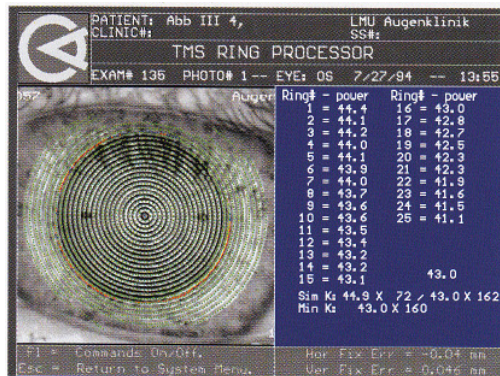 PATIENT: Abb III 4, LMU Augenklinik
CLINIC#: SS#:
TMS RING PROCESSOR
EXAM# 135 PHOTO# 1-- EYE: OS 7/27/94 -- 13:55
Auger
Ring# - power Ring# - power
1 = 44.4 16 = 43.0
2 = 44.1 17 = 42.8
3 = 44.2 18 = 42.7
4 = 44.0 19 = 42.5
5 = 44.1 20 = 42.3
6 = 43.9 21 = 42.3
7 = 44.0 22 = 41.9
8 = 43.7 23 = 41.6
9 = 43.6 24 = 41.5
10 = 43.6 25 = 41.1
11 = 43.5
12 = 43.4
13 = 43.2
14 = 43.2
15 = 43.1 43.0
Sim K: 44.9 X 72 / 43.0 X 162
Min K: 43.0 X 160
F1 = Commands On/Off. Hor Fix Err = -0.04 mm
Esc = Return to System Menu. Ver Fix Err = 0.046 mm